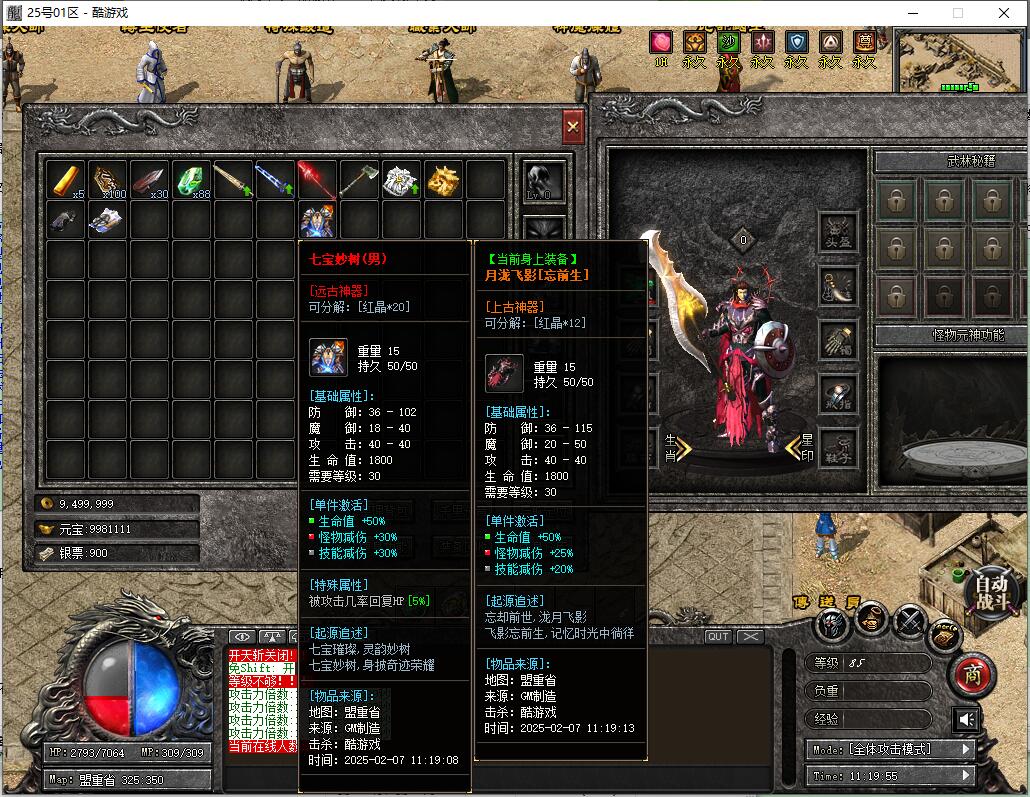 25号01区 - 酷游戏
1H
永久
永久
永久
永久
永久
永久
x5
x100
x30
x88
Lv.0
9,499,999
元宝:9981111
银票:900
七宝妙树(男)
[远古神器]
可分解: [红晶*20]
重量 15
持久 50/50
[基础属性]:
防 御: 36 - 102
魔 御: 18 - 40
攻 击: 40 - 40
生 命 值: 1800
需要等级: 30
[单件激活]
生命值 +50%
怪物减伤 +30%
技能减伤 +30%
[特殊属性]
被攻击几率回复HP [5%]
[起源追述]
七宝璀璨,灵韵妙树
七宝妙树,身披奇迹荣耀
[物品来源]:
地图: 盟重省
来源: GM制造
击杀: 酷游戏
时间: 2025-02-07 11:19:08
【当前身上装备】
月泷飞影[忘前生]
[上古神器]
可分解: [红晶*12]
重量 15
持久 50/50
[基础属性]:
防 御: 36 - 115
魔 御: 20 - 50
攻 击: 40 - 40
生 命 值: 1800
需要等级: 30
[单件激活]
生命值 +50%
怪物减伤 +25%
技能减伤 +20%
[起源追述]
忘却前世,泷月飞影
飞影忘前生,记忆时光中徜徉
[物品来源]:
地图: 盟重省
来源: GM制造
击杀: 酷游戏
时间: 2025-02-07 11:19:13
0
头盔
生肖
星印
武林秘籍
怪物元神功能
传送员
自动战斗
商
等级 85
负重
经验
Mode: [全体攻击模式]
Time: 11:19:55
QUT
开天斩关闭!
免Shift: 开
等级不够!!
攻击力倍数:
攻击力倍数:
攻击力倍数:
攻击力倍数:
当前在线人数
HP: 2793/7064 MP:309/309
Map: 盟重省 325:350